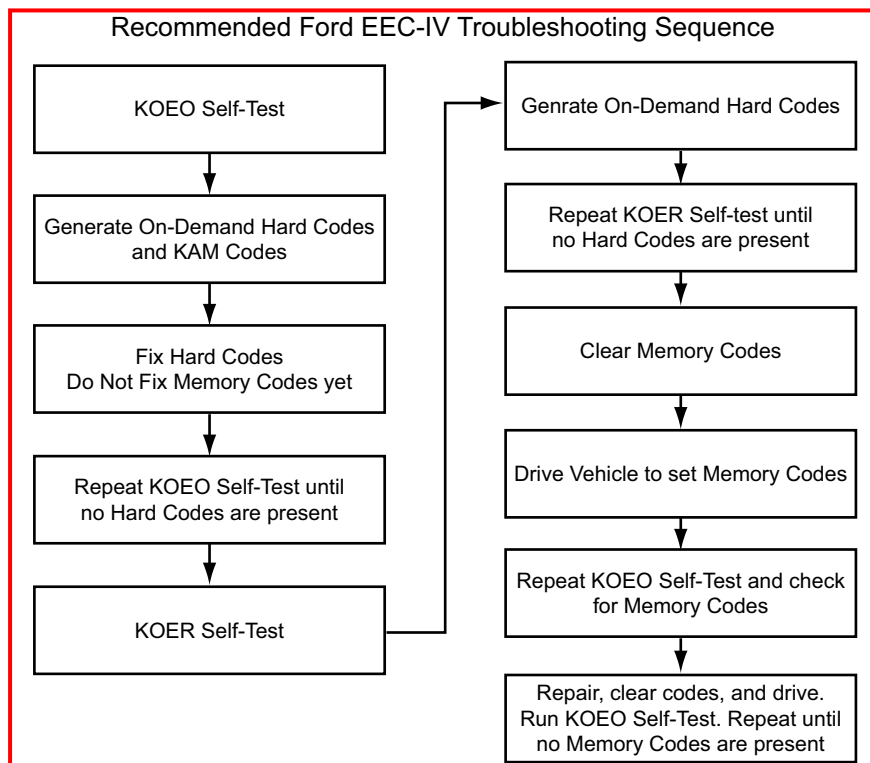 Recommended Ford EEC-IV Troubleshooting Sequence
KOEO Self-Test
Generate On-Demand Hard Codes
and KAM Codes
Fix Hard Codes
Do Not Fix Memory Codes yet
Repeat KOEO Self-Test until
no Hard Codes are present
KOER Self-Test
Genrate On-Demand Hard Codes
Repeat KOER Self-test until
no Hard Codes are present
Clear Memory Codes
Drive Vehicle to set Memory Codes
Repeat KOEO Self-Test and check
for Memory Codes
Repair, clear codes, and drive.
Run KOEO Self-Test. Repeat until
no Memory Codes are present